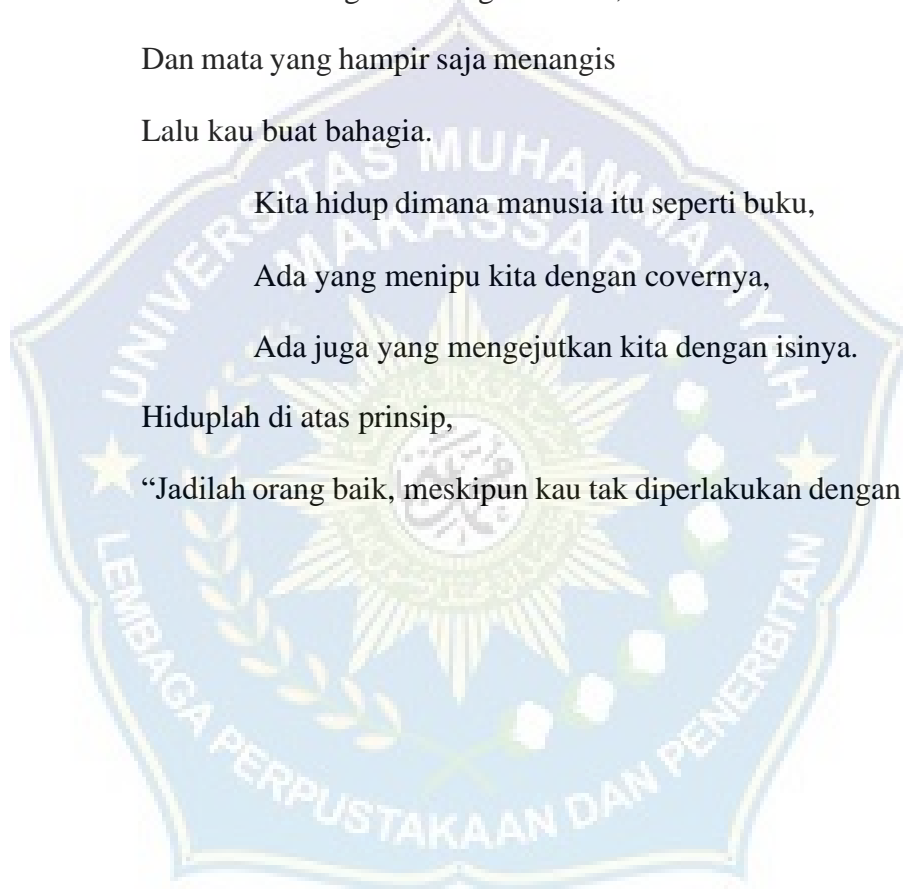 Dan mata yang hampir saja menangis
Lalu kau buat bahagia.
Kita hidup dimana manusia itu seperti buku,
Ada yang menipu kita dengan covernya,
Ada juga yang mengejutkan kita dengan isinya.
Hiduplah di atas prinsip,
“Jadilah orang baik, meskipun kau tak diperlakukan dengan
UNIVERSITAS MUHAMMADIYAH
MAKASSAR
LEMBAGA PERPUSTAKAAN DAN PENERBITAN